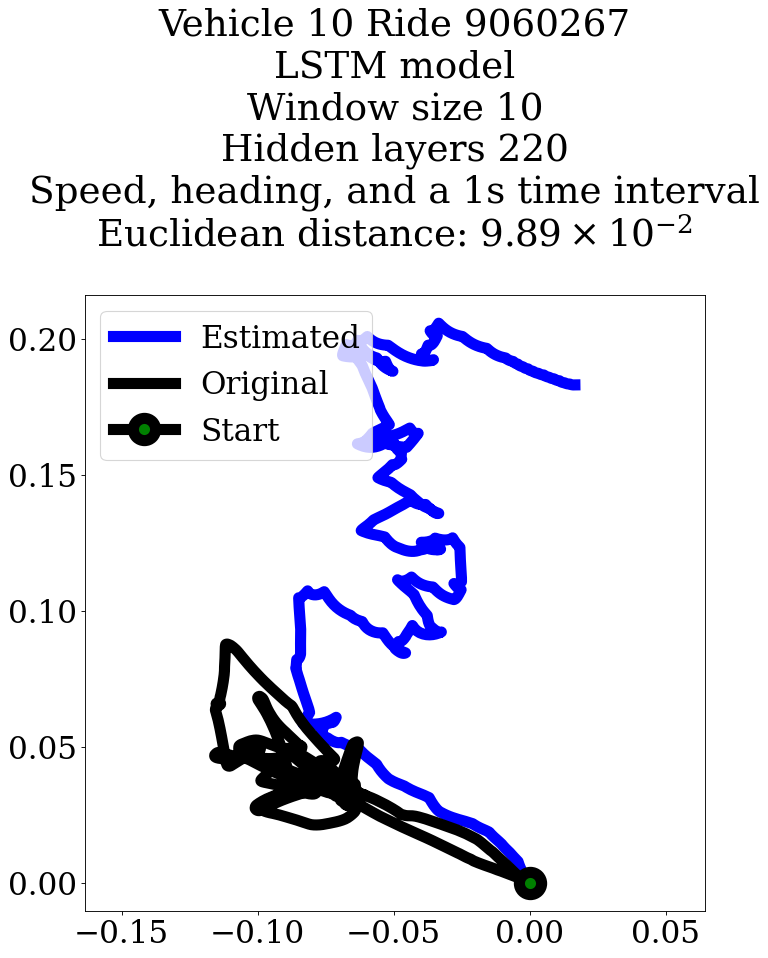 Vehicle 10 Ride 9060267
LSTM model
Window size 10
Hidden layers 220
Speed, heading, and a 1s time interval
Euclidean distance: 9.89 × 10⁻²
Estimated
Original
Start
0.20
0.15
0.10
0.05
0.00
−0.15 −0.10 −0.05 0.00 0.05